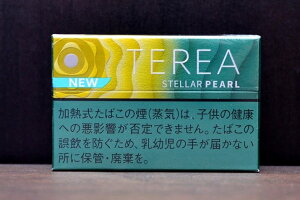 TEREA
NEW
STELLAR PEARL
加熱式たばこの煙(蒸気)は、子供の健康
への悪影響が否定できません。たばこの
誤飲を防ぐため、乳幼児の手が届かない
所に保管・廃棄を。